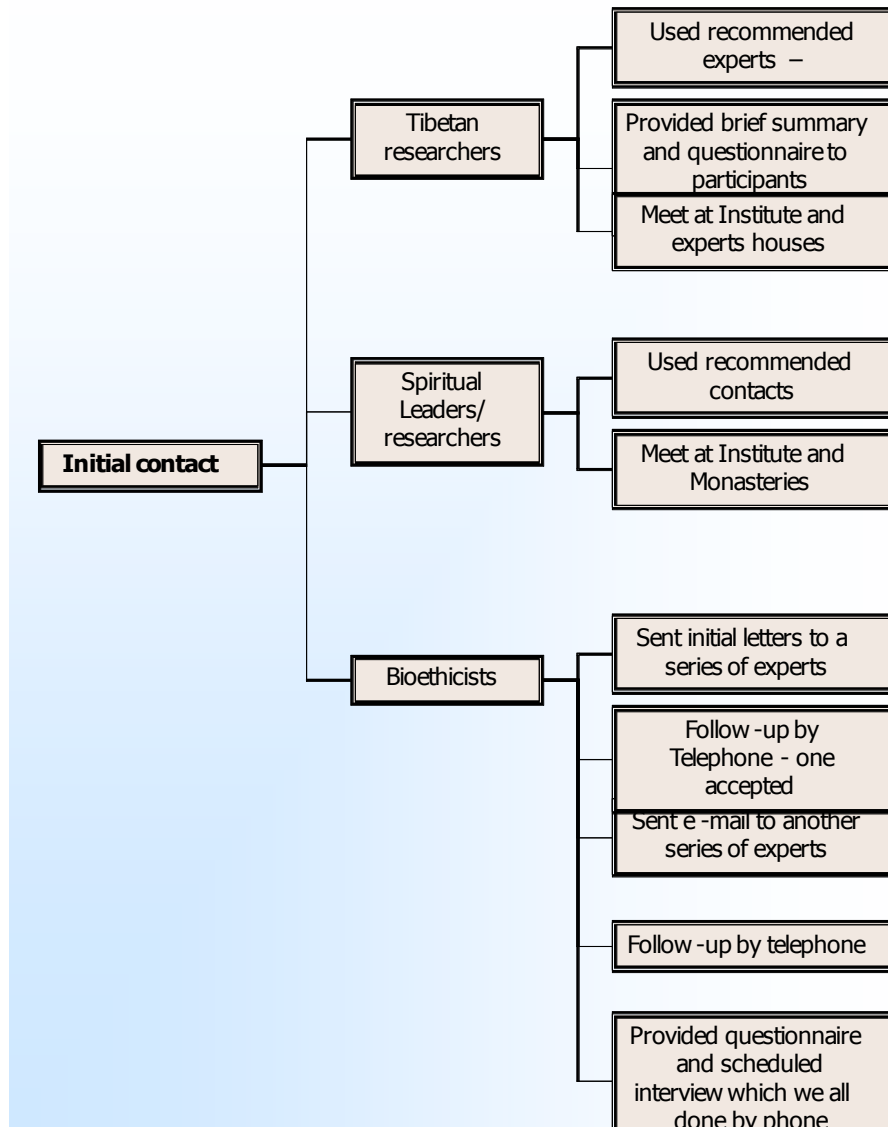 Initial contact
Tibetan
researchers
Used recommended
experts –
Provided brief summary
and questionnaire to
participants
Meet at Institute and
experts houses
Spiritual
Leaders/
researchers
Used recommended
contacts
Meet at Institute and
Monasteries
Bioethicists
Sent initial letters to a
series of experts
Follow -up by
Telephone - one
accepted
Sent e -mail to another
series of experts
Follow -up by telephone
Provided questionnaire
and scheduled
interview which we all
done by phone